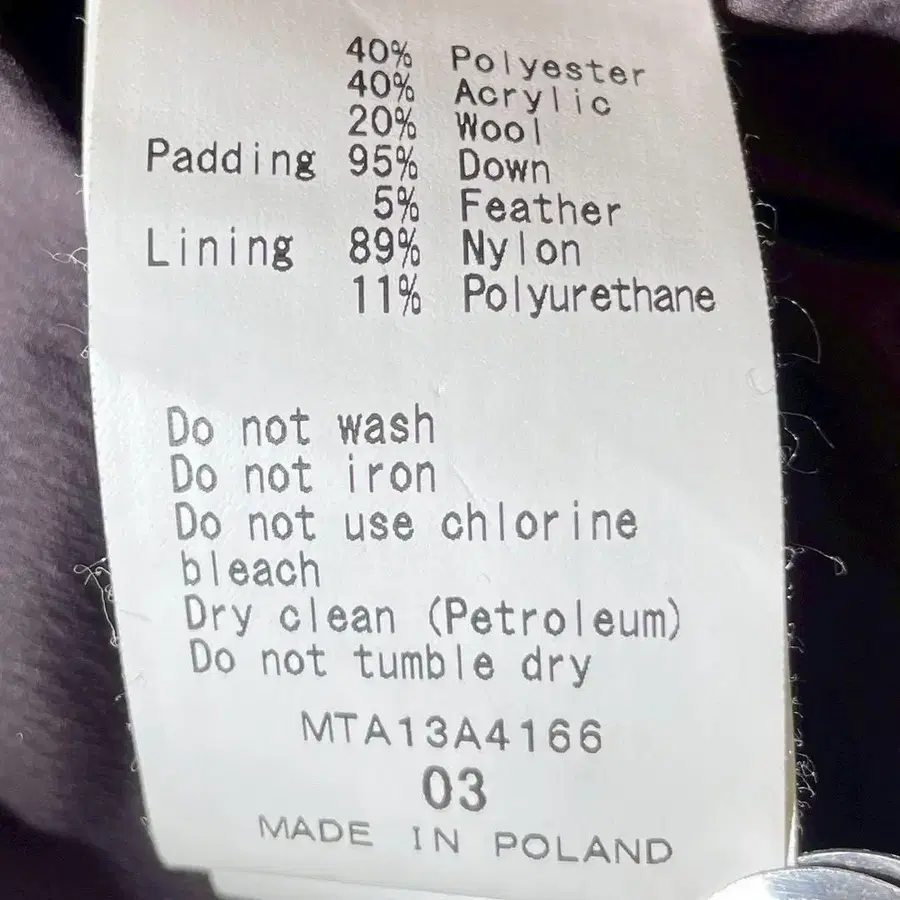 40% Polyester
40% Acrylic
20% Wool
Padding 95% Down
5% Feather
Lining 89% Nylon
11% Polyurethane
Do not wash
Do not iron
Do not use chlorine
bleach
Dry clean (Petroleum)
Do not tumble dry
MTA13A4166
03
MADE IN POLAND